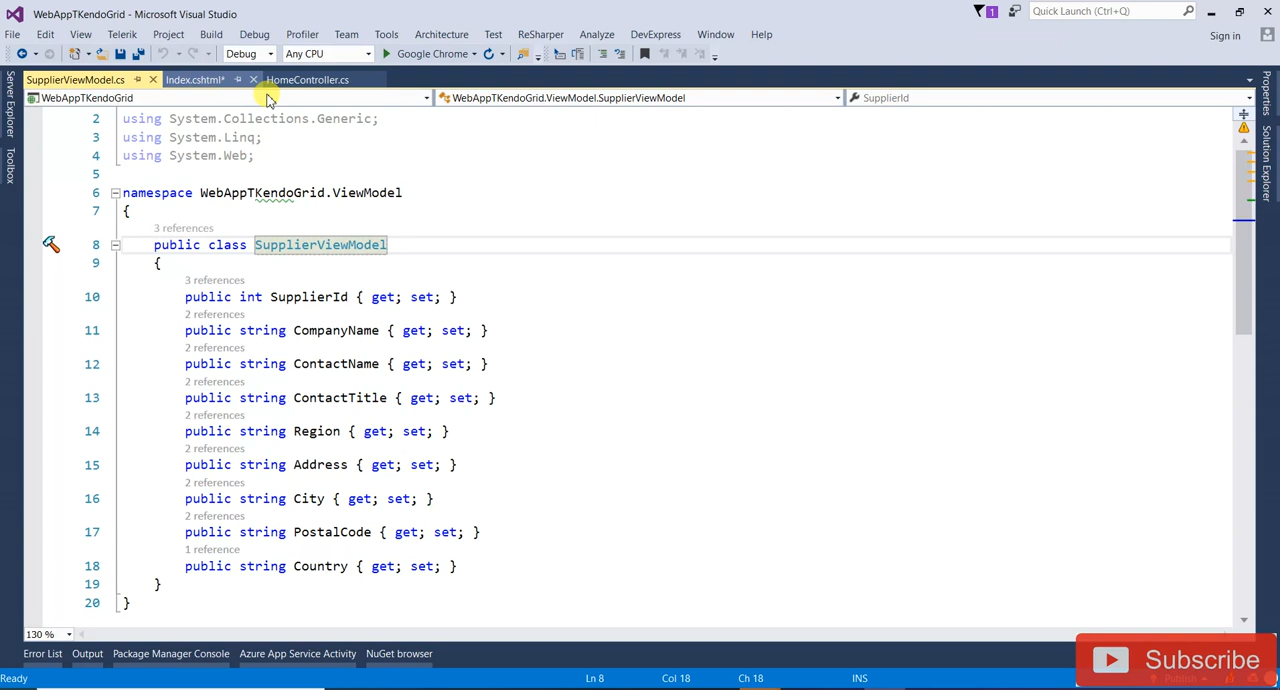 WebAppTKendoGrid - Microsoft Visual Studio
1
Quick Launch (Ctrl+Q)
File Edit View Telerik Project Build Debug Profiler Team Tools Architecture Test ReSharper Analyze DevExpress Window Help
Sign in
Debug Any CPU Google Chrome
SupplierViewModel.cs Index.cshtml* HomeController.cs
WebAppTKendoGrid WebAppTKendoGrid.ViewModel.SupplierViewModel SupplierId
Server Explorer
Toolbox
Properties
Solution Explorer
2 using System.Collections.Generic;
3 using System.Linq;
4 using System.Web;
5
6 namespace WebAppTKendoGrid.ViewModel
7 {
3 references
8 public class SupplierViewModel
9 {
3 references
10 public int SupplierId { get; set; }
2 references
11 public string CompanyName { get; set; }
2 references
12 public string ContactName { get; set; }
2 references
13 public string ContactTitle { get; set; }
2 references
14 public string Region { get; set; }
2 references
15 public string Address { get; set; }
2 references
16 public string City { get; set; }
2 references
17 public string PostalCode { get; set; }
1 reference
18 public string Country { get; set; }
19 }
20 }
130 %
Error List Output Package Manager Console Azure App Service Activity NuGet browser
Subscribe
Ready Ln 8 Col 18 Ch 18 INS Publish